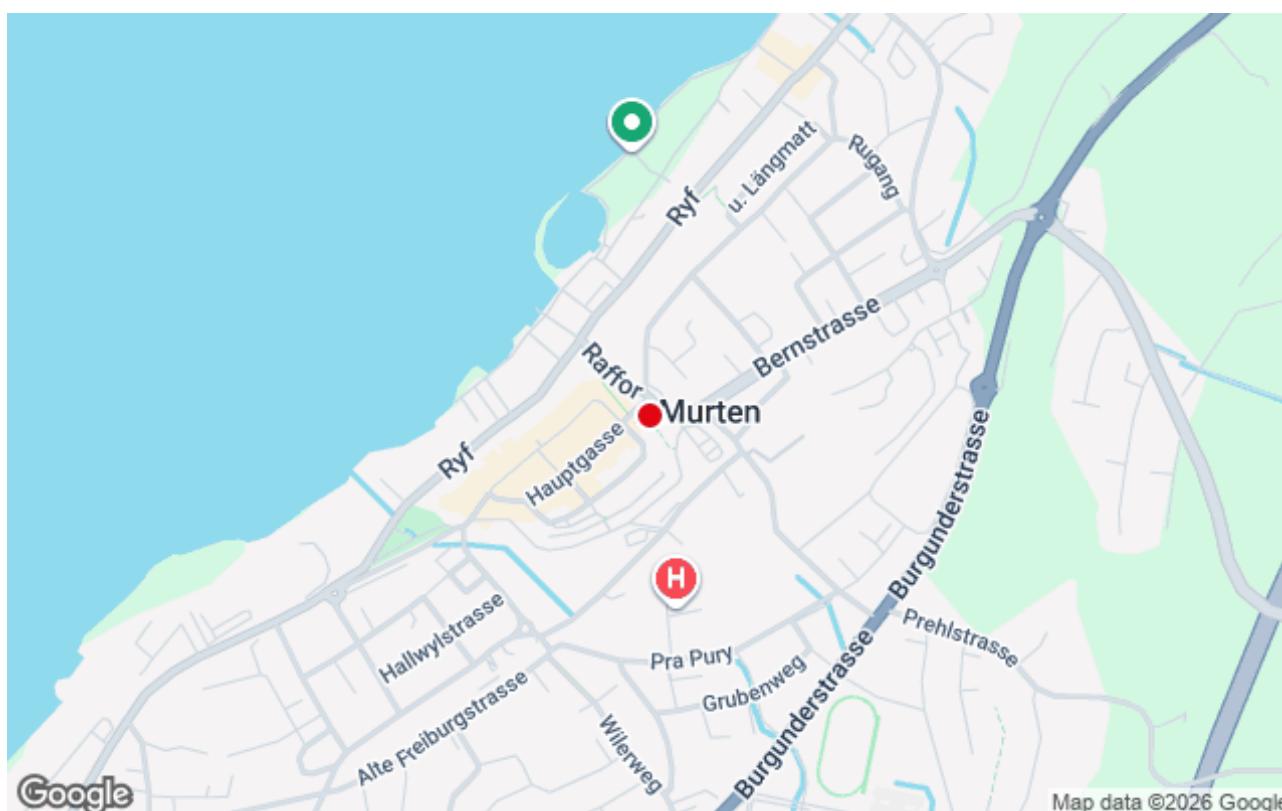 u. Längmatt
Rugang
Ryf
Bernstrasse
Raffor
Murten
Ryf
Hauptgasse
Burgunderstrasse
H
Prehlstrasse
Hallwylstrasse
Pra Pury
Grubenweg
Alte Freiburgstrasse
Wilerweg
Burgunderstrasse
Google
Map data ©2026 Google